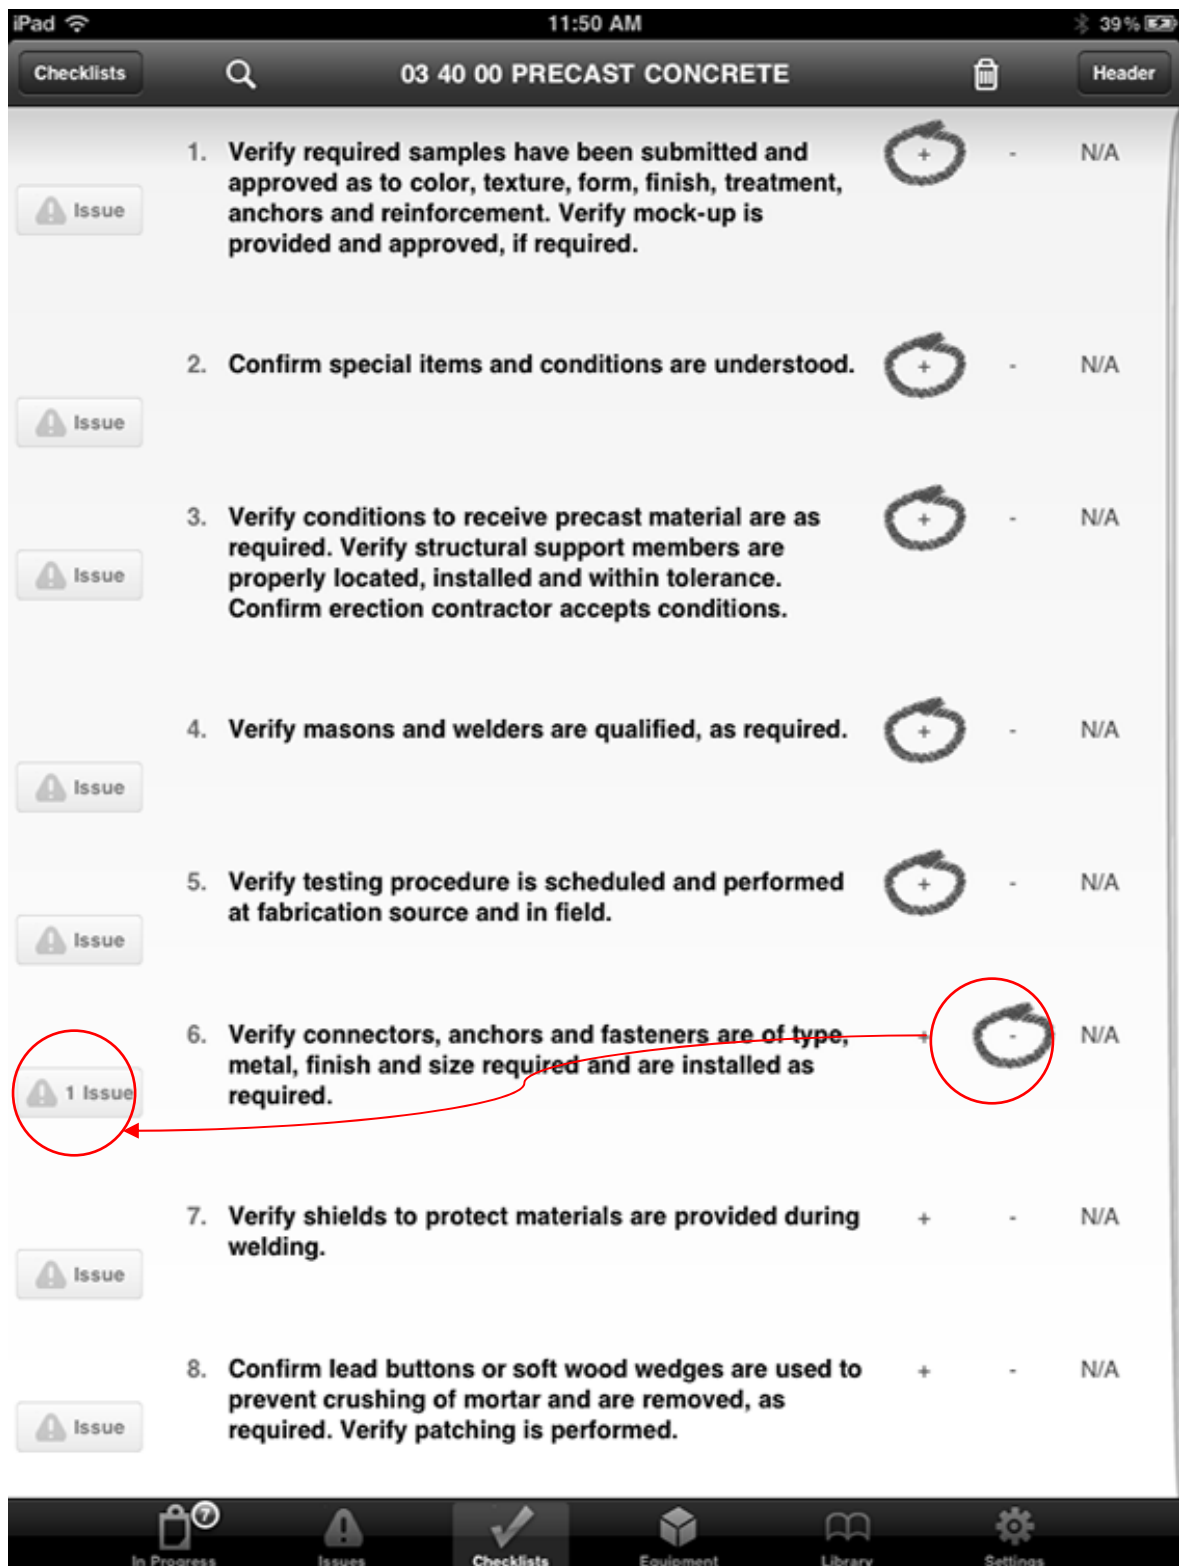 iPad 11:50 AM 39%
Checklists 03 40 00 PRECAST CONCRETE Header
1. Verify required samples have been submitted and + - N/A
approved as to color, texture, form, finish, treatment,
Issue anchors and reinforcement. Verify mock-up is
provided and approved, if required.
2. Confirm special items and conditions are understood. + - N/A
Issue
3. Verify conditions to receive precast material are as + - N/A
required. Verify structural support members are
Issue properly located, installed and within tolerance.
Confirm erection contractor accepts conditions.
4. Verify masons and welders are qualified, as required. + - N/A
Issue
5. Verify testing procedure is scheduled and performed + - N/A
at fabrication source and in field.
Issue
6. Verify connectors, anchors and fasteners are of type, + - N/A
metal, finish and size required and are installed as
1 Issue required.
7. Verify shields to protect materials are provided during + - N/A
welding.
Issue
8. Confirm lead buttons or soft wood wedges are used to + - N/A
prevent crushing of mortar and are removed, as
Issue required. Verify patching is performed.
7
In Progress Issues Checklists Equipment Library Settings